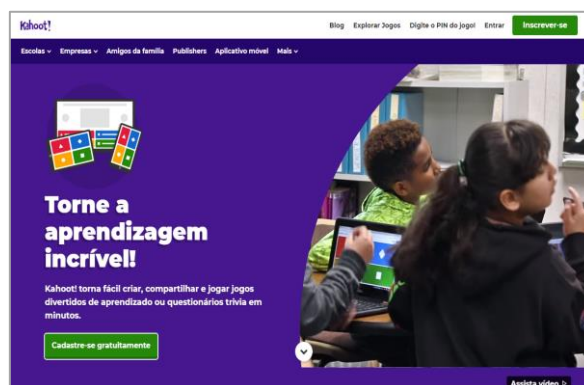 Kahoot!
Blog Explorar Jogos Digite o PIN do jogo! Entrar Inscrever-se
Escolas Empresas Amigos da família Publishers Aplicativo móvel Mais
Torne a
aprendizagem
incrível!
Kahoot! torna fácil criar, compartilhar e jogar jogos
divertidos de aprendizado ou questionários trivia em
minutos.
Cadastre-se gratuitamente
Assista vídeo